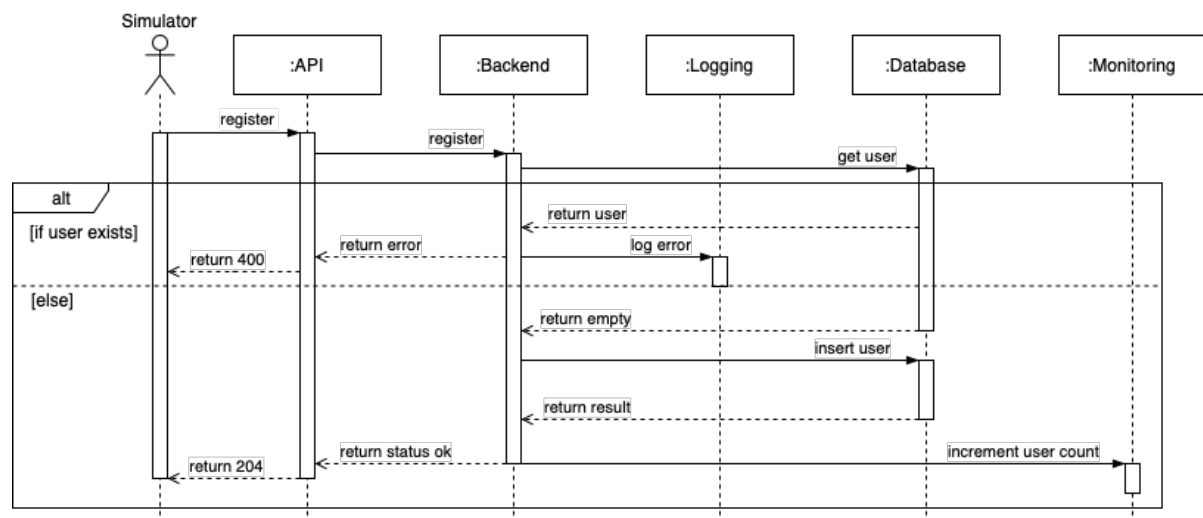 Simulator
:API
:Backend
:Logging
:Database
:Monitoring
register
register
get user
alt
return user
[if user exists]
return error
log error
return 400
[else]
return empty
insert user
return result
return status ok
increment user count
return 204